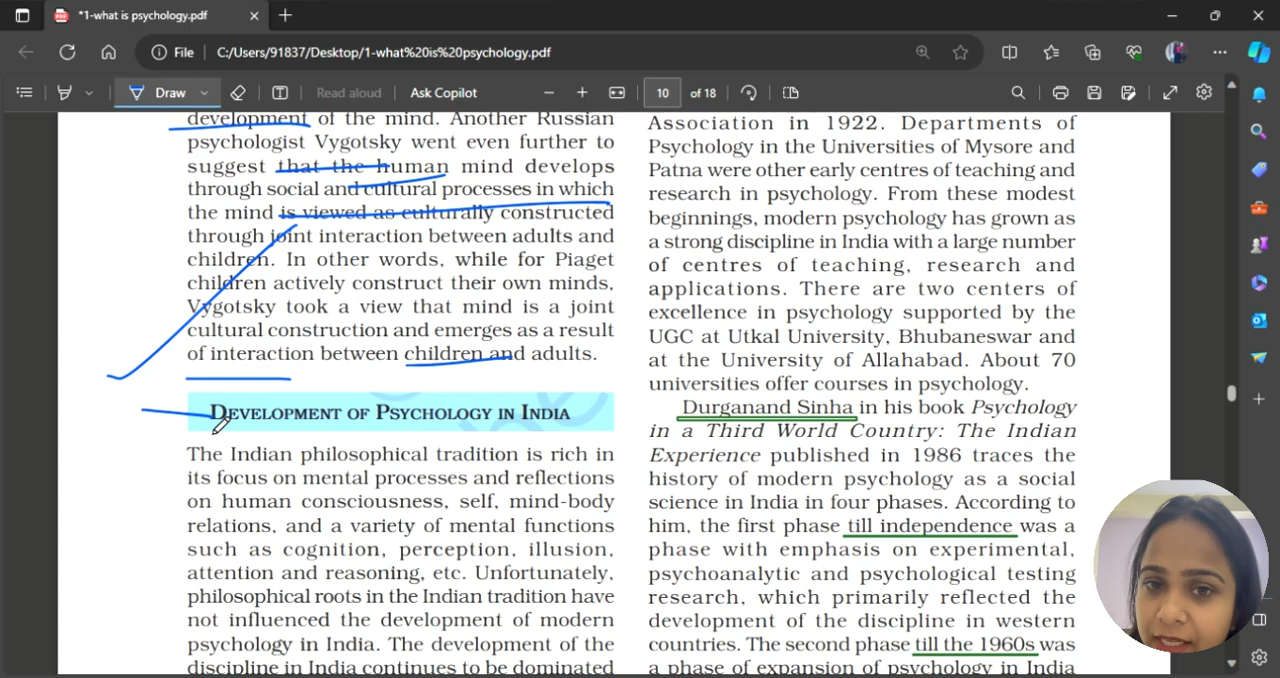 *1-what is psychology.pdf
File
C:/Users/91837/Desktop/1-what%20is%20psychology.pdf
Draw
Read aloud
Ask Copilot
10
of 18
development of the mind. Another Russian
psychologist Vygotsky went even further to
suggest that the human mind develops
through social and cultural processes in which
the mind is viewed as culturally constructed
through joint interaction between adults and
children. In other words, while for Piaget
children actively construct their own minds,
Vygotsky took a view that mind is a joint
cultural construction and emerges as a result
of interaction between children and adults.
DEVELOPMENT OF PSYCHOLOGY IN INDIA
The Indian philosophical tradition is rich in
its focus on mental processes and reflections
on human consciousness, self, mind-body
relations, and a variety of mental functions
such as cognition, perception, illusion,
attention and reasoning, etc. Unfortunately,
philosophical roots in the Indian tradition have
not influenced the development of modern
psychology in India. The development of the
discipline in India continues to be dominated
Association in 1922. Departments of
Psychology in the Universities of Mysore and
Patna were other early centres of teaching and
research in psychology. From these modest
beginnings, modern psychology has grown as
a strong discipline in India with a large number
of centres of teaching, research and
applications. There are two centers of
excellence in psychology supported by the
UGC at Utkal University, Bhubaneswar and
at the University of Allahabad. About 70
universities offer courses in psychology.
Durganand Sinha in his book Psychology
in a Third World Country: The Indian
Experience published in 1986 traces the
history of modern psychology as a social
science in India in four phases. According to
him, the first phase till independence was a
phase with emphasis on experimental,
psychoanalytic and psychological testing
research, which primarily reflected the
development of the discipline in western
countries. The second phase till the 1960s was
a phase of expansion of psychology in India